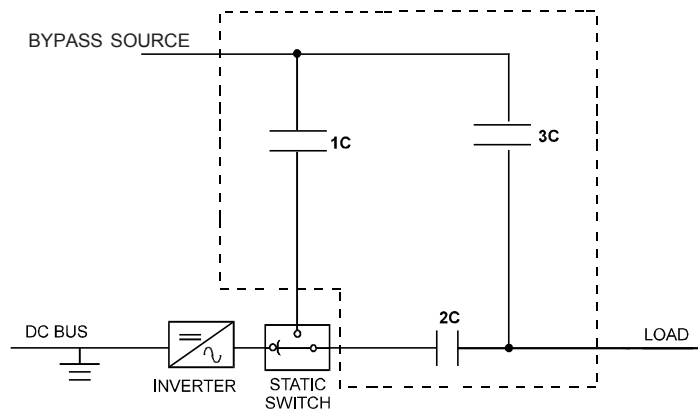 BYPASS SOURCE
1C
3C
2C
DC BUS
LOAD
INVERTER
STATIC
SWITCH